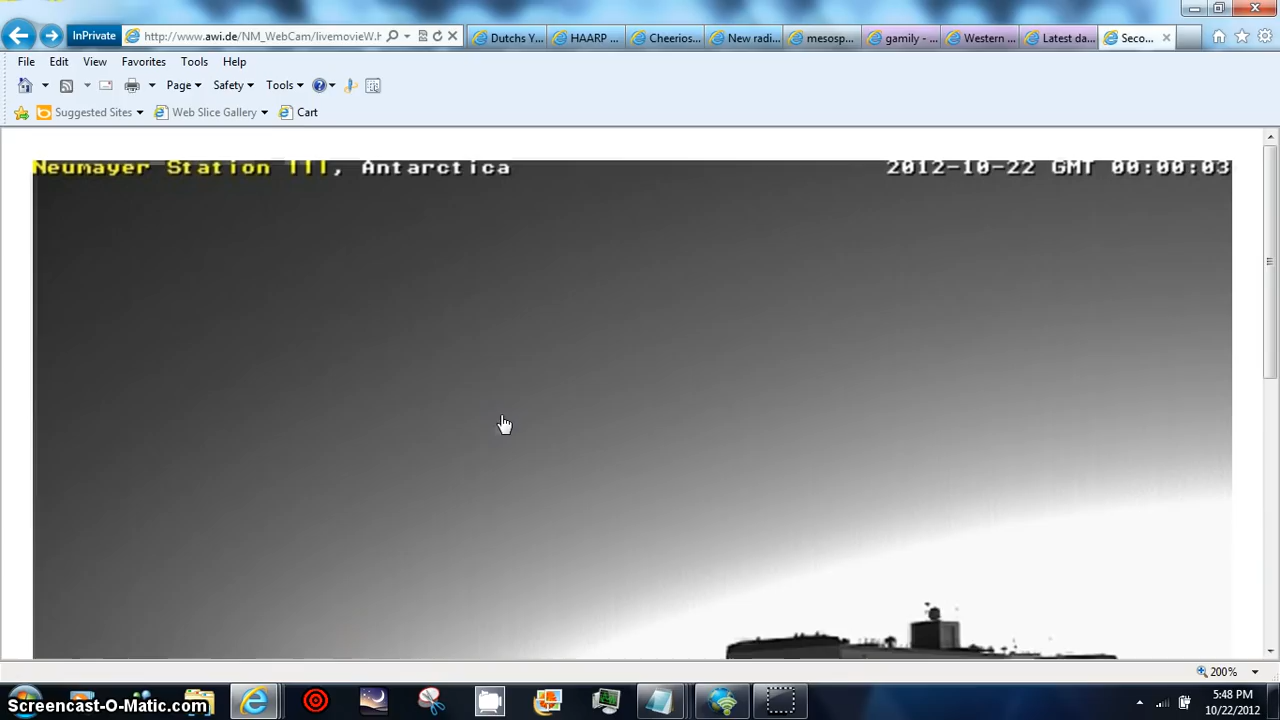 InPrivate http://www.awi.de/NM_WebCam/livemovieW.h Dutchs Y... HAARP ... Cheerios... New radi... mesosp... gamily - ... Western ... Latest da... Seco...
File Edit View Favorites Tools Help
Page Safety Tools
Suggested Sites Web Slice Gallery Cart
Neumayer Station III, Antarctica 2012-10-22 GMT 00:00:03
200%
Screencast-O-Matic.com 5:48 PM
10/22/2012